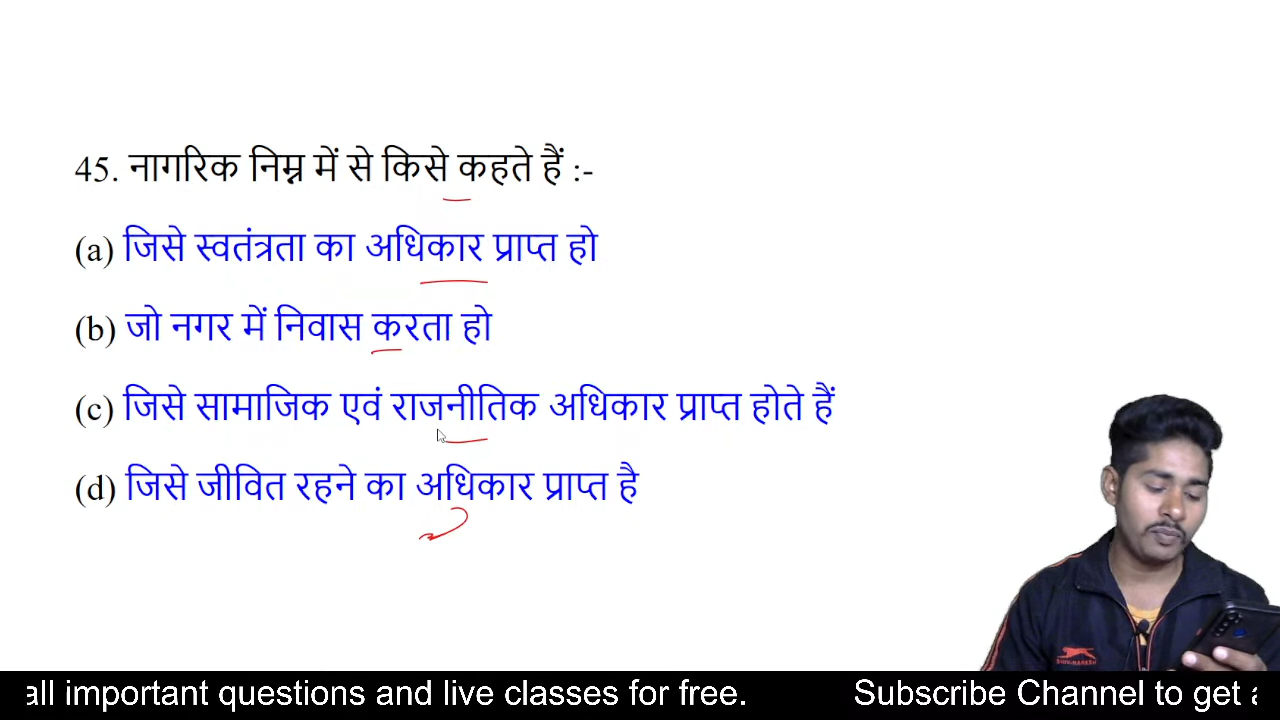 45. नागरिक निम्न में से किसे कहते हैं :-
(a) जिसे स्वतंत्रता का अधिकार प्राप्त हो
(b) जो नगर में निवास करता हो
(c) जिसे सामाजिक एवं राजनीतिक अधिकार प्राप्त होते हैं
(d) जिसे जीवित रहने का अधिकार प्राप्त है
all important questions and live classes for free. Subscribe Channel to get a